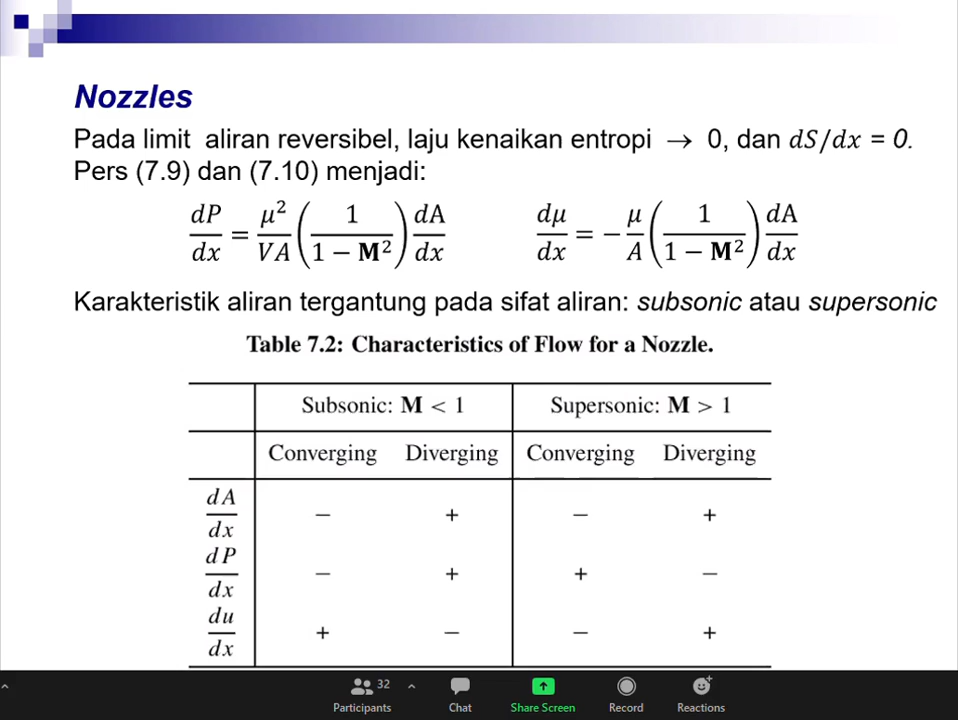 Nozzles
Pada limit aliran reversibel, laju kenaikan entropi → 0, dan dS/dx = 0.
Pers (7.9) dan (7.10) menjadi:
dP/dx = μ²/VA (1/(1 − M²)) dA/dx    dμ/dx = −μ/A (1/(1 − M²)) dA/dx
Karakteristik aliran tergantung pada sifat aliran: subsonic atau supersonic
Table 7.2: Characteristics of Flow for a Nozzle.
Subsonic: M < 1    Supersonic: M > 1
Converging    Diverging    Converging    Diverging
dA/dx    −    +    −    +
dP/dx    −    +    +    −
du/dx    +    −    −    +
32
Participants    Chat    Share Screen    Record    Reactions